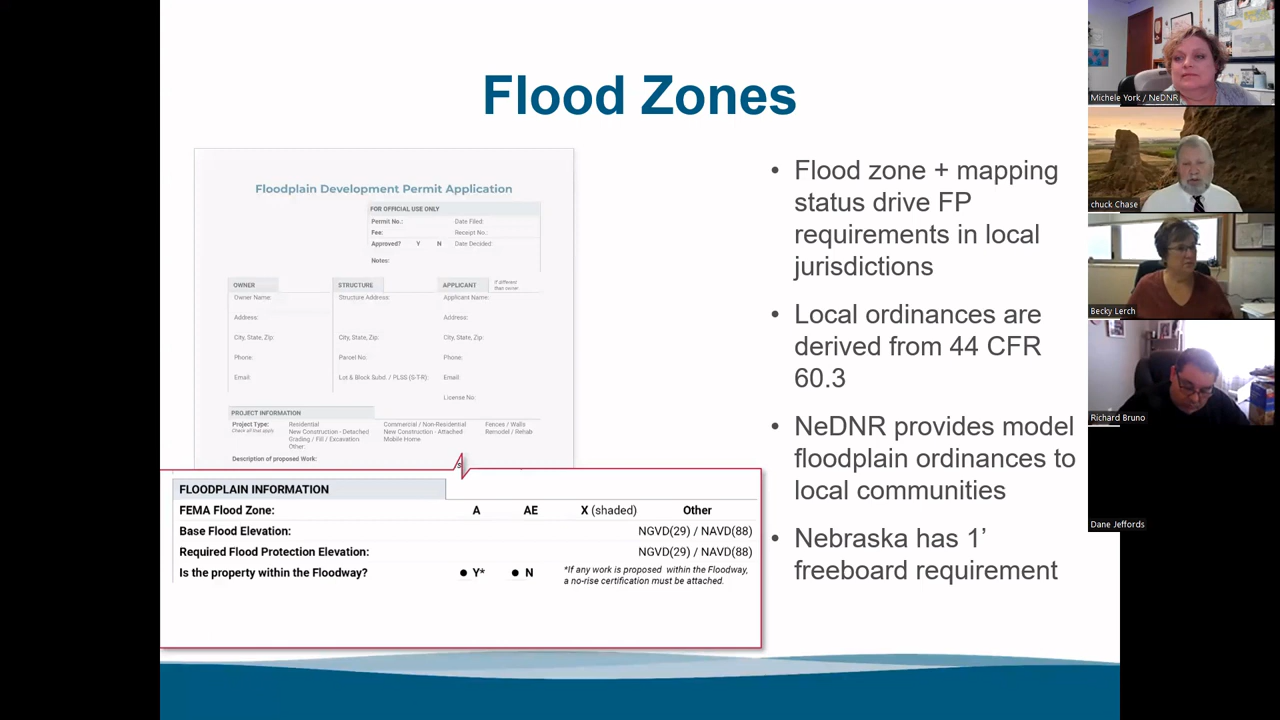 Flood Zones
Floodplain Development Permit Application
FOR OFFICIAL USE ONLY
Permit No.: Date Filed:
Fee: Receipt No.:
Approved? Y N Date Decided
Notes:
OWNER STRUCTURE APPLICANT If different
than owner
Owner Name: Structure Address: Applicant Name:
Address: Address:
City, State, Zip: City, State, Zip: City, State, Zip:
Phone: Parcel No: Phone:
Email: Lot & Block Subd. / PLSS (S-T-R): Email:
License No:
PROJECT INFORMATION
Project Type: Residential Commercial / Non-Residential Fences / Walls
Check all that apply. New Construction - Detached New Construction - Attached Remodel / Rehab
Grading / Fill / Excavation Mobile Home
Other:
Description of proposed Work:
FLOODPLAIN INFORMATION
FEMA Flood Zone: A AE X (shaded) Other
Base Flood Elevation: NGVD(29) / NAVD(88)
Required Flood Protection Elevation: NGVD(29) / NAVD(88)
Is the property within the Floodway? ● Y* ● N *If any work is proposed within the Floodway,
a no-rise certification must be attached.
• Flood zone + mapping
status drive FP
requirements in local
jurisdictions
• Local ordinances are
derived from 44 CFR
60.3
• NeDNR provides model
floodplain ordinances to
local communities
• Nebraska has 1’
freeboard requirement
Michele York / NeDNR
chuck Chase
Becky Lerch
Richard Bruno
Dane Jeffords